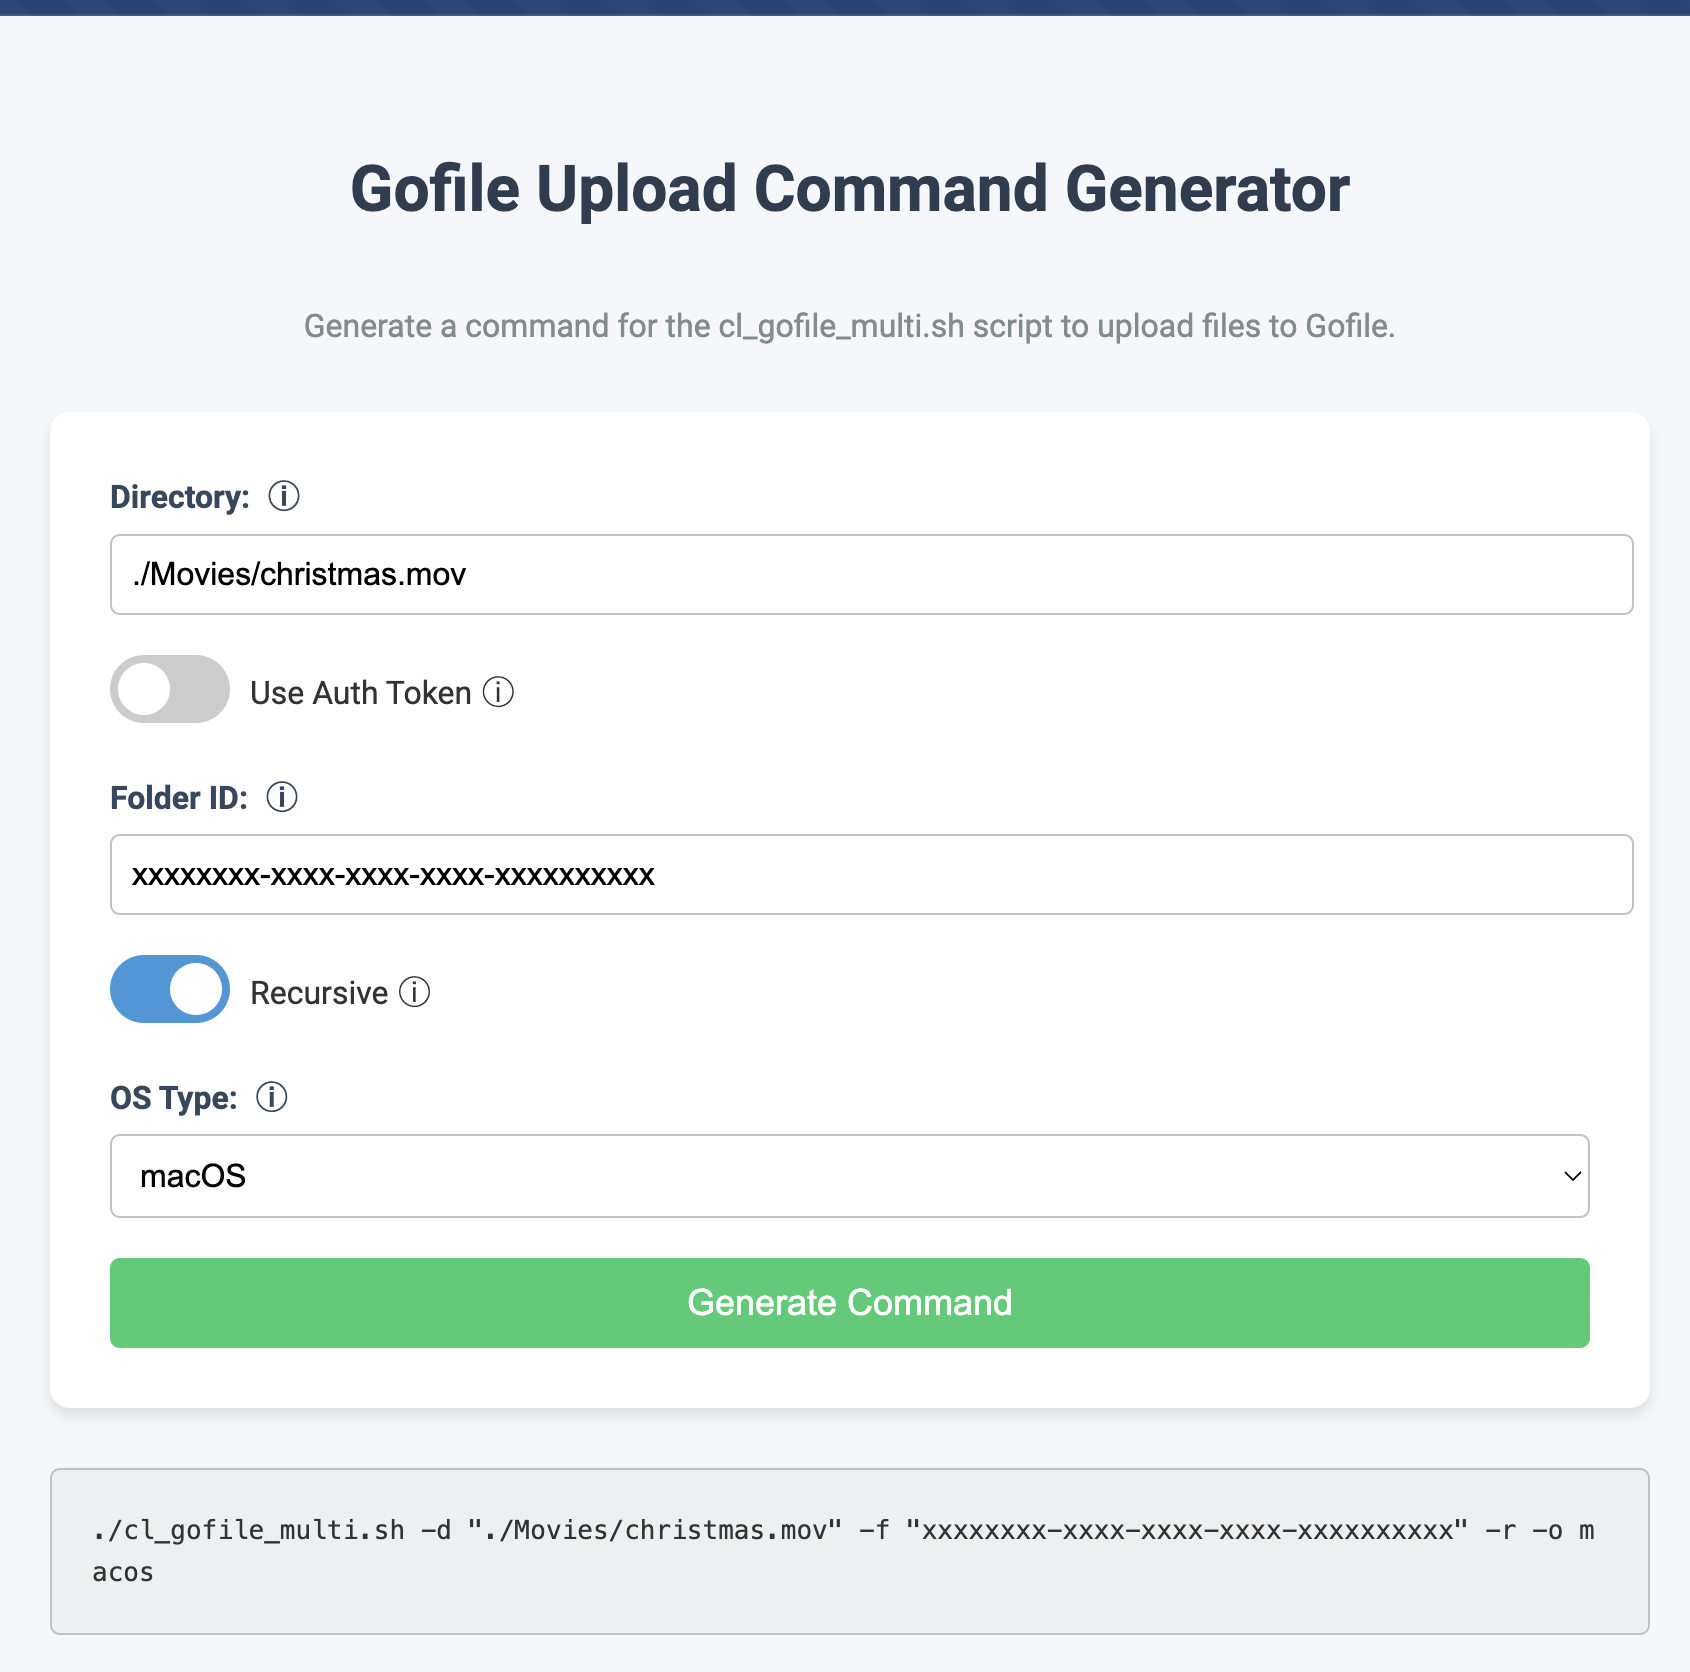 Gofile Upload Command Generator
Generate a command for the cl_gofile_multi.sh script to upload files to Gofile.
Directory: ⓘ
./Movies/christmas.mov
Use Auth Token ⓘ
Folder ID: ⓘ
xxxxxxxx-xxxx-xxxx-xxxx-xxxxxxxxxx
Recursive ⓘ
OS Type: ⓘ
macOS
Generate Command
./cl_gofile_multi.sh -d "./Movies/christmas.mov" -f "xxxxxxxx-xxxx-xxxx-xxxx-xxxxxxxxxx" -r -o m
acos